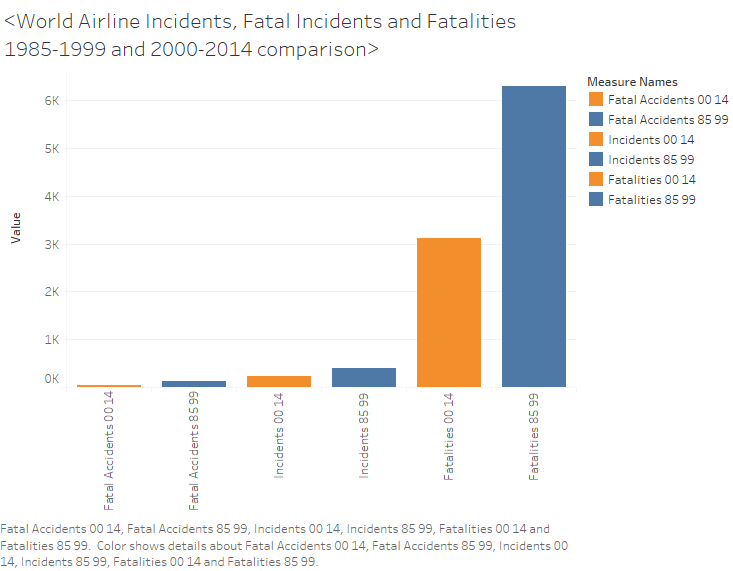 <World Airline Incidents, Fatal Incidents and Fatalities
1985-1999 and 2000-2014 comparison>
Measure Names
Fatal Accidents 00 14
Fatal Accidents 85 99
Incidents 00 14
Incidents 85 99
Fatalities 00 14
Fatalities 85 99
6K
5K
4K
3K
2K
1K
0K
Value
Fatal Accidents 00 14
Fatal Accidents 85 99
Incidents 00 14
Incidents 85 99
Fatalities 00 14
Fatalities 85 99
Fatal Accidents 00 14, Fatal Accidents 85 99, Incidents 00 14, Incidents 85 99, Fatalities 00 14 and
Fatalities 85 99.  Color shows details about Fatal Accidents 00 14, Fatal Accidents 85 99, Incidents 00
14, Incidents 85 99, Fatalities 00 14 and Fatalities 85 99.